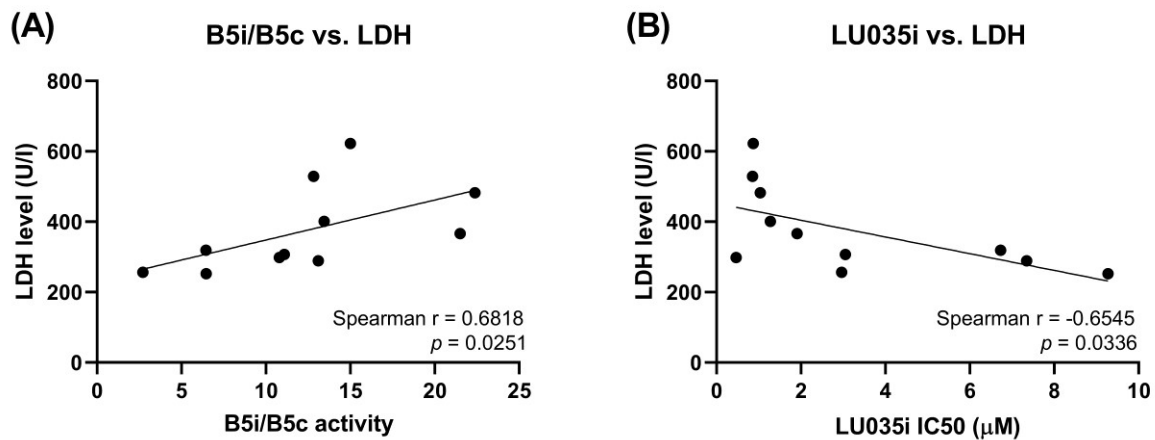 (A)
B5i/B5c vs. LDH
LDH level (U/l)
800
600
400
200
0
Spearman r = 0.6818
p = 0.0251
0 5 10 15 20 25
B5i/B5c activity
(B)
LU035i vs. LDH
LDH level (U/l)
800
600
400
200
0
Spearman r = -0.6545
p = 0.0336
0 2 4 6 8 10
LU035i IC50 (μM)